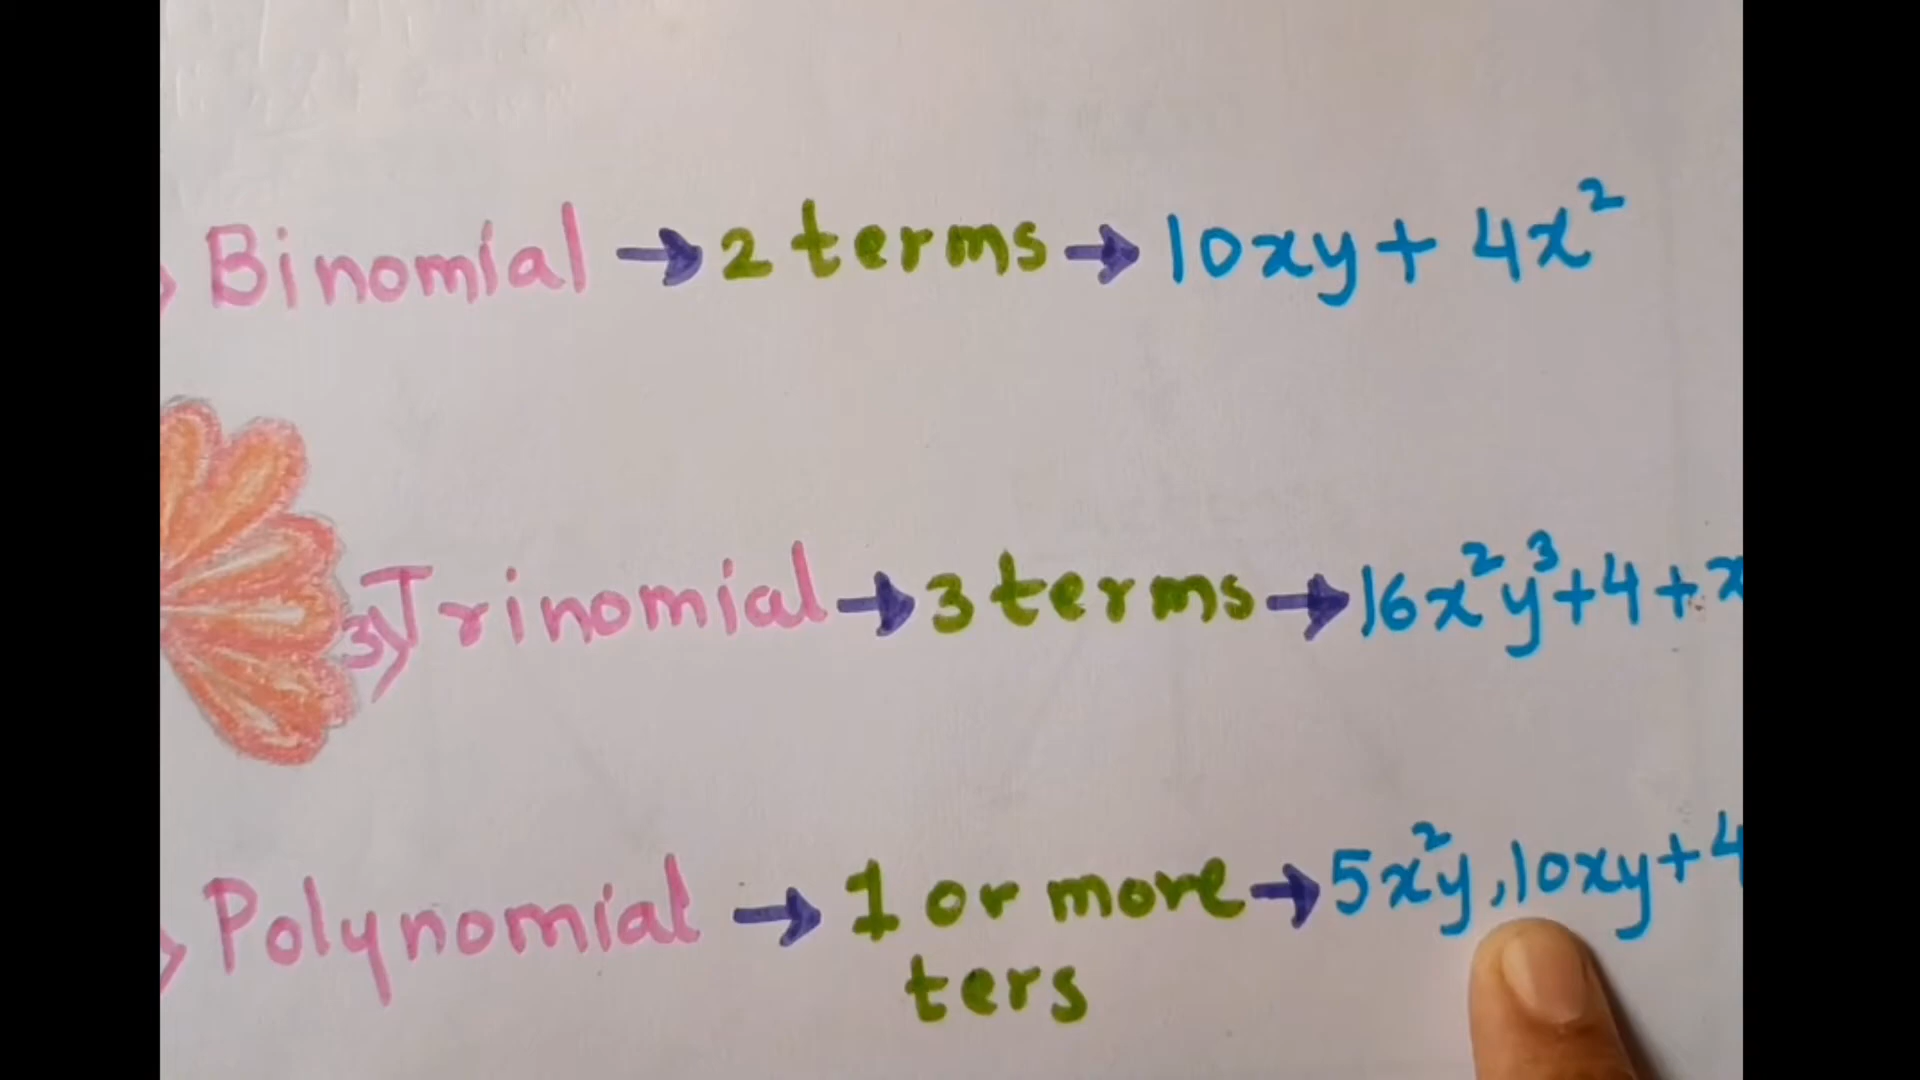 Binomial → 2 terms → 10xy + 4x²
3) Trinomial → 3 terms → 16x²y³ + 4 + x
Polynomial → 1 or more → 5x²y, 10xy + 4
ters